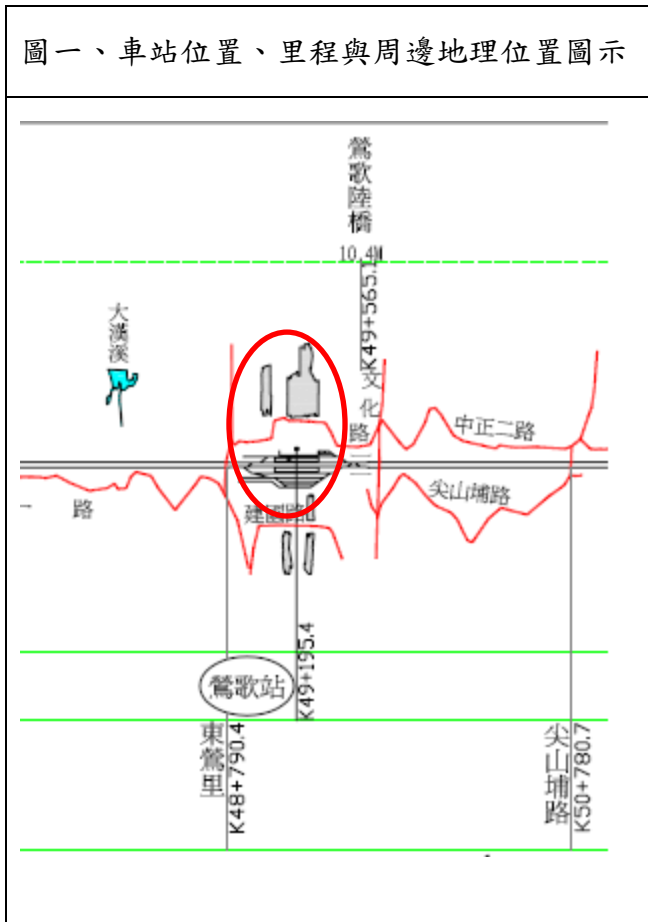 圖一、車站位置、里程與周邊地理位置圖示
鶯歌陸橋
10.4M
K49+565.1
大漢溪
文化路
中正二路
一路
建國路
尖山埔路
鶯歌站
K49+195.4
東鶯里
K48+790.4
尖山埔路
K50+780.7